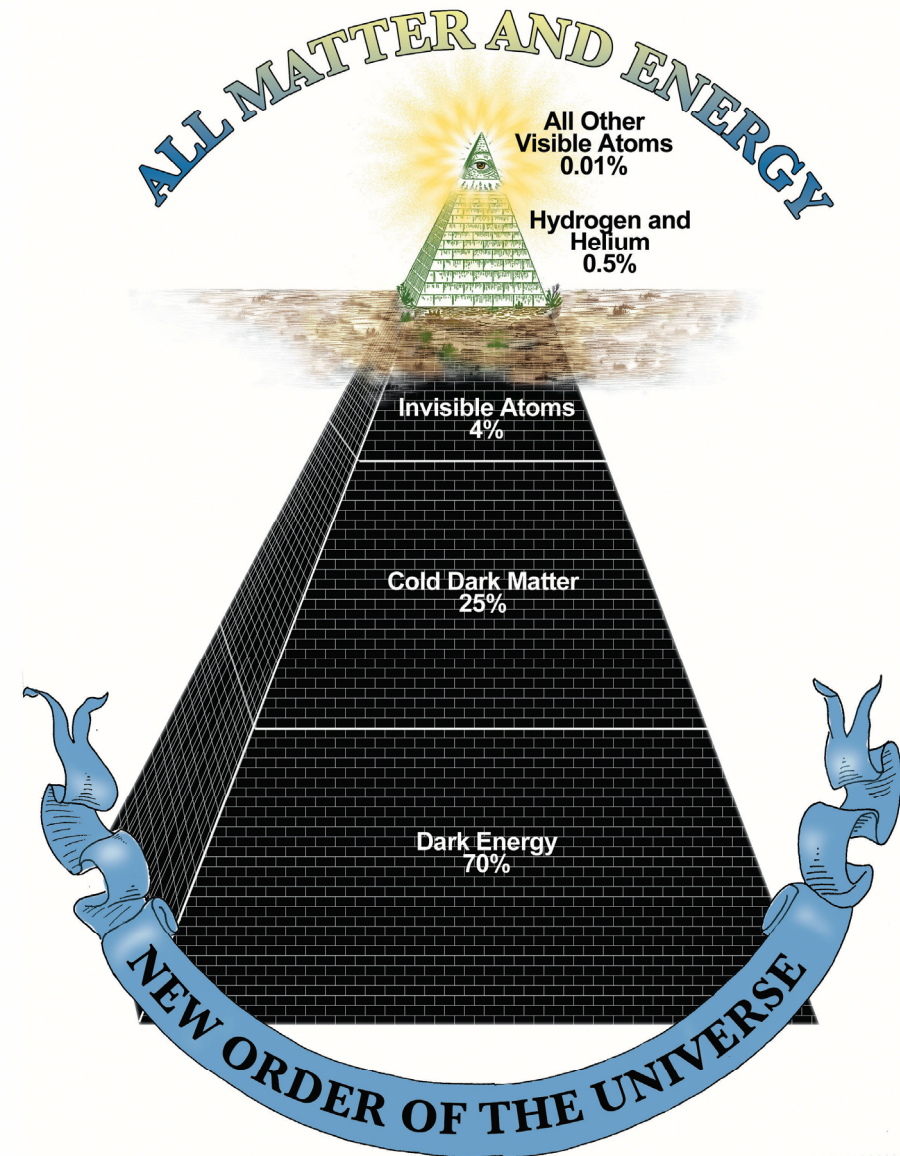 ALL MATTER AND ENERGY
All Other
Visible Atoms
0.01%
Hydrogen and
Helium
0.5%
Invisible Atoms
4%
Cold Dark Matter
25%
Dark Energy
70%
NEW ORDER OF THE UNIVERSE